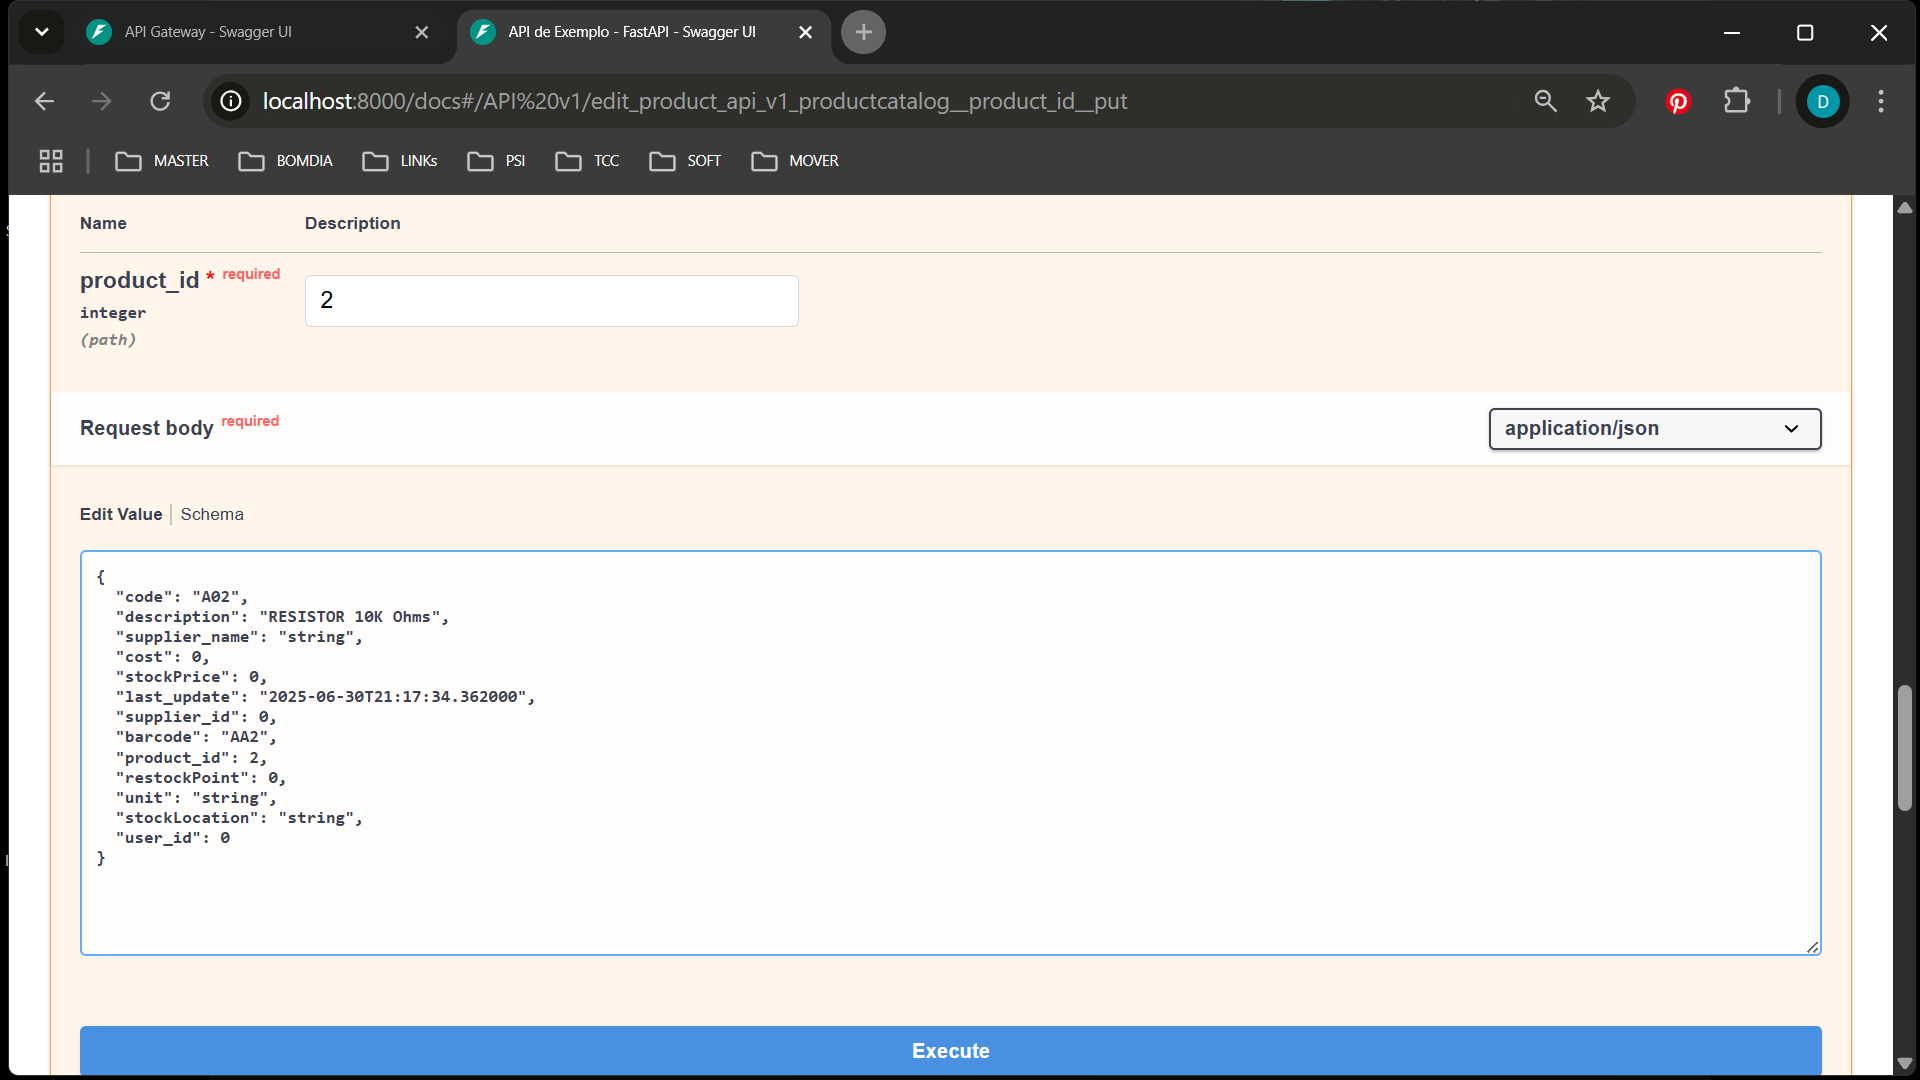 API Gateway - Swagger UI
API de Exemplo - FastAPI - Swagger UI
localhost:8000/docs#/API%20v1/edit_product_api_v1_productcatalog__product_id__put
D
MASTER
BOMDIA
LINKs
PSI
TCC
SOFT
MOVER
Name
Description
product_id * required
2
integer
(path)
Request body required
application/json
Edit Value
Schema
{
"code": "A02",
"description": "RESISTOR 10K Ohms",
"supplier_name": "string",
"cost": 0,
"stockPrice": 0,
"last_update": "2025-06-30T21:17:34.362000",
"supplier_id": 0,
"barcode": "AA2",
"product_id": 2,
"restockPoint": 0,
"unit": "string",
"stockLocation": "string",
"user_id": 0
}
Execute